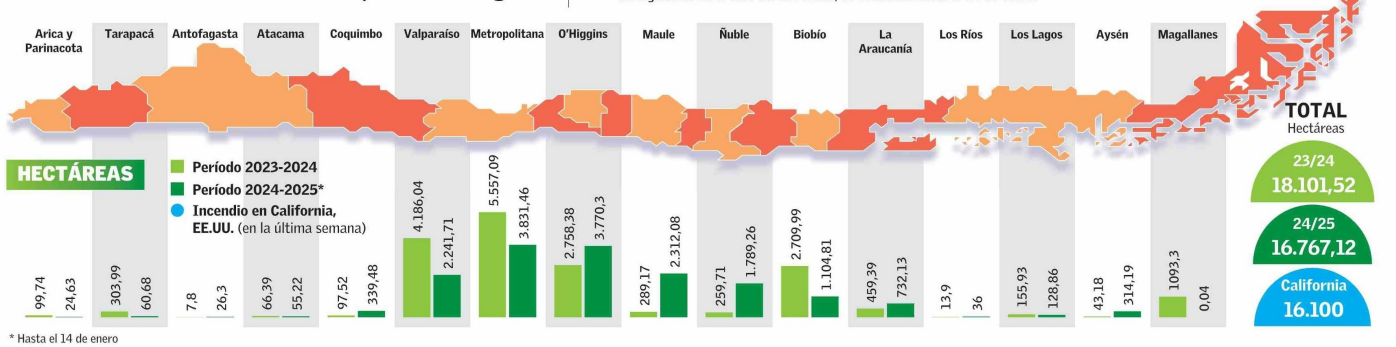 Arica y
Parinacota
Tarapacá
Antofagasta
Atacama
Coquimbo
Valparaíso
Metropolitana
O'Higgins
Maule
Ñuble
Biobío
La
Araucanía
Los Ríos
Los Lagos
Aysén
Magallanes
HECTÁREAS
Período 2023-2024
Período 2024-2025*
Incendio en California,
EE.UU. (en la última semana)
99,74
24,63
303,99
60,68
7,8
26,3
66,39
55,22
97,52
339,48
4.186,04
2.241,71
5.557,09
3.831,46
2.758,38
3.770,3
289,17
2.312,08
259,71
1.789,26
2.709,99
1.104,81
459,39
732,13
13,9
36
155,93
128,86
43,18
314,19
1093,3
0,04
TOTAL
Hectáreas
23/24
18.101,52
24/25
16.767,12
California
16.100
* Hasta el 14 de enero